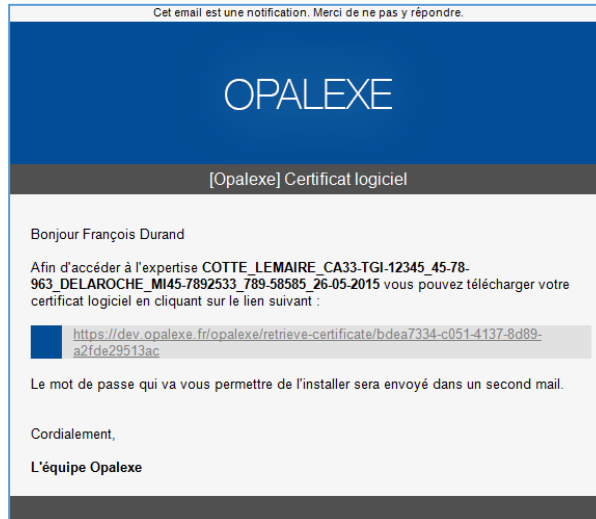 Cet email est une notification. Merci de ne pas y répondre.
OPALEXE
[Opalexe] Certificat logiciel
Bonjour François Durand
Afin d'accéder à l'expertise COTTE_LEMAIRE_CA33-TGI-12345_45-78-
963_DELAROCHE_MI45-7892533_789-58585_26-05-2015 vous pouvez télécharger votre
certificat logiciel en cliquant sur le lien suivant :
https://dev.opalexe.fr/opalexe/retrieve-certificate/bdea7334-c051-4137-8d89-
a2fde29513ac
Le mot de passe qui va vous permettre de l'installer sera envoyé dans un second mail.
Cordialement,
L'équipe Opalexe